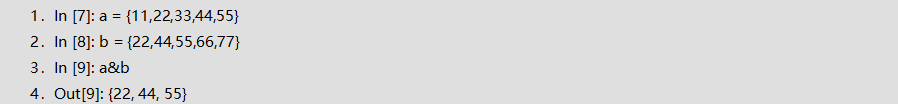 1. In [7]: a = {11,22,33,44,55}
2. In [8]: b = {22,44,55,66,77}
3. In [9]: a&b
4. Out[9]: {22, 44, 55}